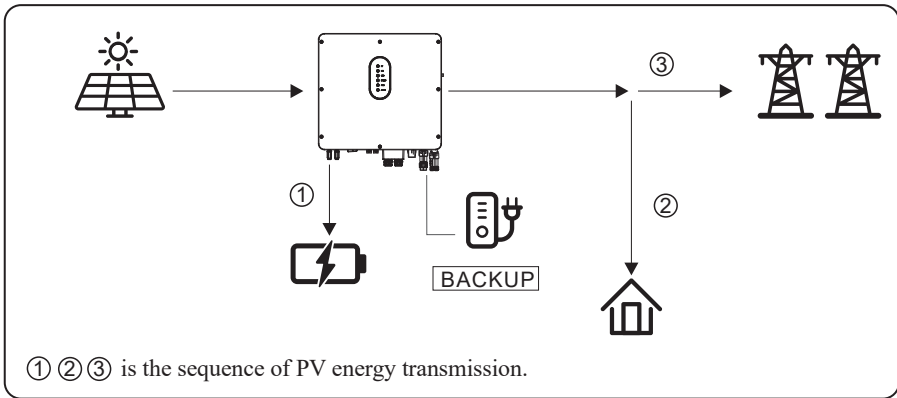 ③
①
②
BACKUP
① ② ③ is the sequence of PV energy transmission.